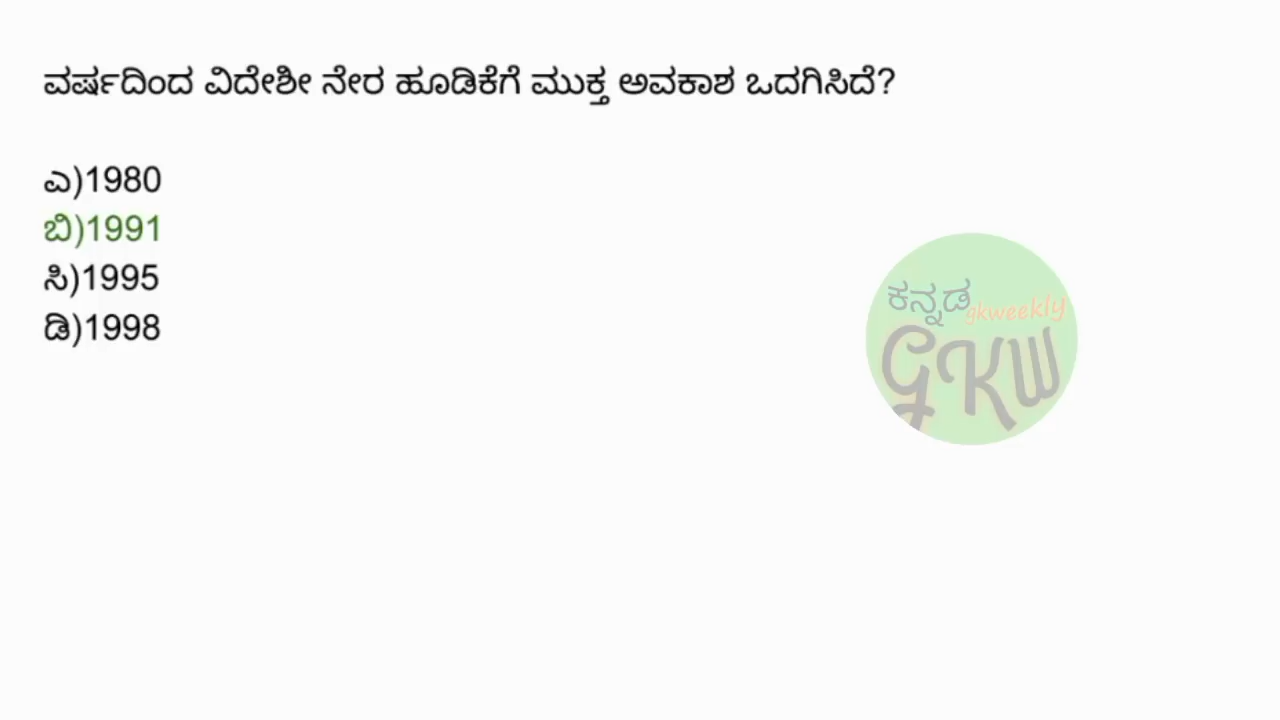 ವರ್ಷದಿಂದ ವಿದೇಶೀ ನೇರ ಹೂಡಿಕೆಗೆ ಮುಕ್ತ ಅವಕಾಶ ಒದಗಿಸಿದೆ?
ಎ)1980
ಬಿ)1991
ಸಿ)1995
ಡಿ)1998
ಕನ್ನಡ
gkweekly
GKW